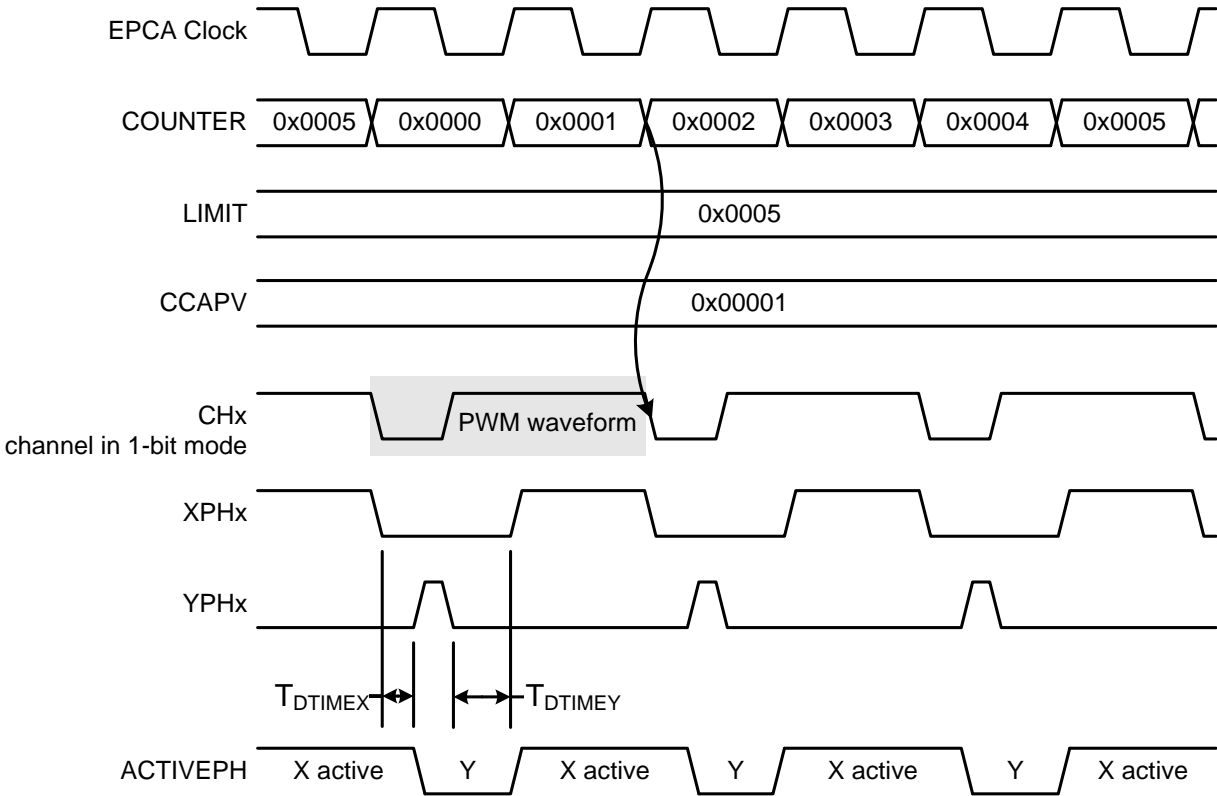 EPCA Clock
COUNTER 0x0005 0x0000 0x0001 0x0002 0x0003 0x0004 0x0005
LIMIT 0x0005
CCAPV 0x00001
CHx
channel in 1-bit mode
PWM waveform
XPHx
YPHx
TDTIMEX TDTIMEY
ACTIVEPH X active Y X active Y X active Y X active